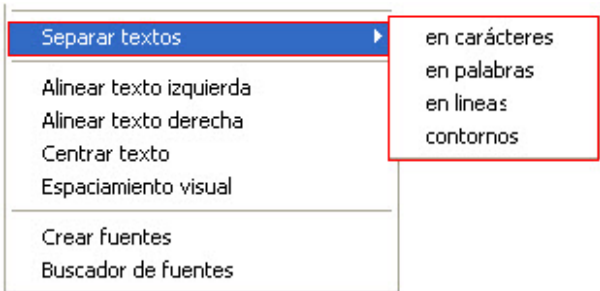 Separar textos
en carácteres
en palabras
en lineas
contornos
Alinear texto izquierda
Alinear texto derecha
Centrar texto
Espaciamiento visual
Crear fuentes
Buscador de fuentes